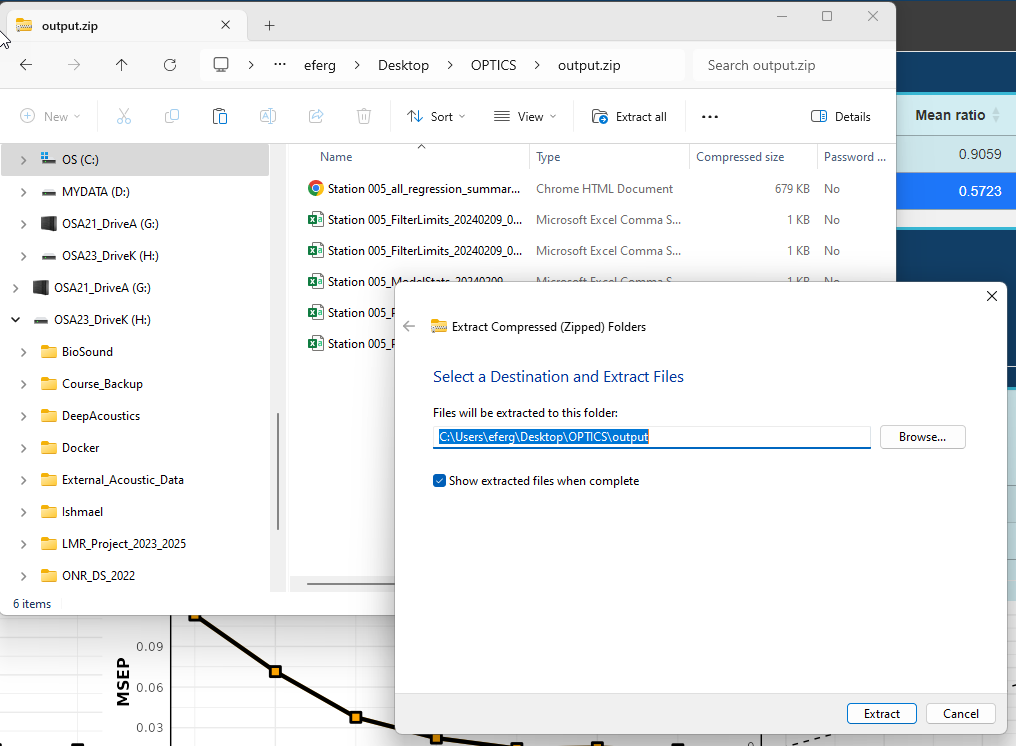 output.zip
eferg
Desktop
OPTICS
output.zip
Search output.zip
New
Sort
View
Extract all
Details
Mean ratio
0.9059
0.5723
OS (C:)
MYDATA (D:)
OSA21_DriveA (G:)
OSA23_DriveK (H:)
OSA21_DriveA (G:)
OSA23_DriveK (H:)
BioSound
Course_Backup
DeepAcoustics
Docker
External_Acoustic_Data
Ishmael
LMR_Project_2023_2025
ONR_DS_2022
6 items
Name Type Compressed size Password ...
Station 005_all_regression_summar... Chrome HTML Document 679 KB No
Station 005_FilterLimits_20240209_0... Microsoft Excel Comma S... 1 KB No
Station 005_FilterLimits_20240209_0... Microsoft Excel Comma S... 1 KB No
Station 005_ModelStats_20240209_ Microsoft Excel Comma S... 1 KB No
Station 005_
Station 005_
Extract Compressed (Zipped) Folders
Select a Destination and Extract Files
Files will be extracted to this folder:
C:\Users\eferg\Desktop\OPTICS\output
Browse...
Show extracted files when complete
Extract
Cancel
MSEP
0.09
0.06
0.03